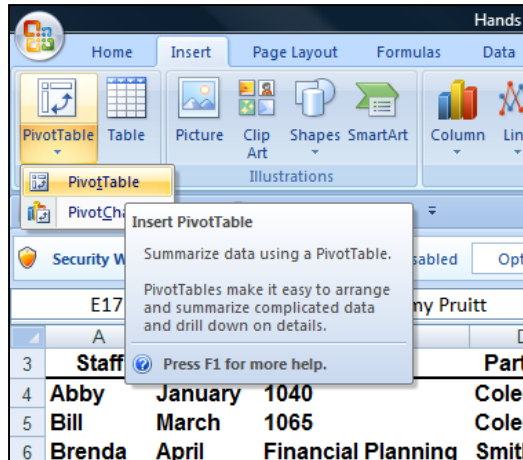 Hands
Home Insert Page Layout Formulas Data
PivotTable Table Picture Clip Art Shapes SmartArt Column Lin
Illustrations
PivotTable
PivotCha
Insert PivotTable
Summarize data using a PivotTable.
PivotTables make it easy to arrange
and summarize complicated data
and drill down on details.
Press F1 for more help.
Security W sabled Opt
E17 my Pruitt
A D
3 Staff Part
4 Abby January 1040 Cole
5 Bill March 1065 Cole
6 Brenda April Financial Planning Smit